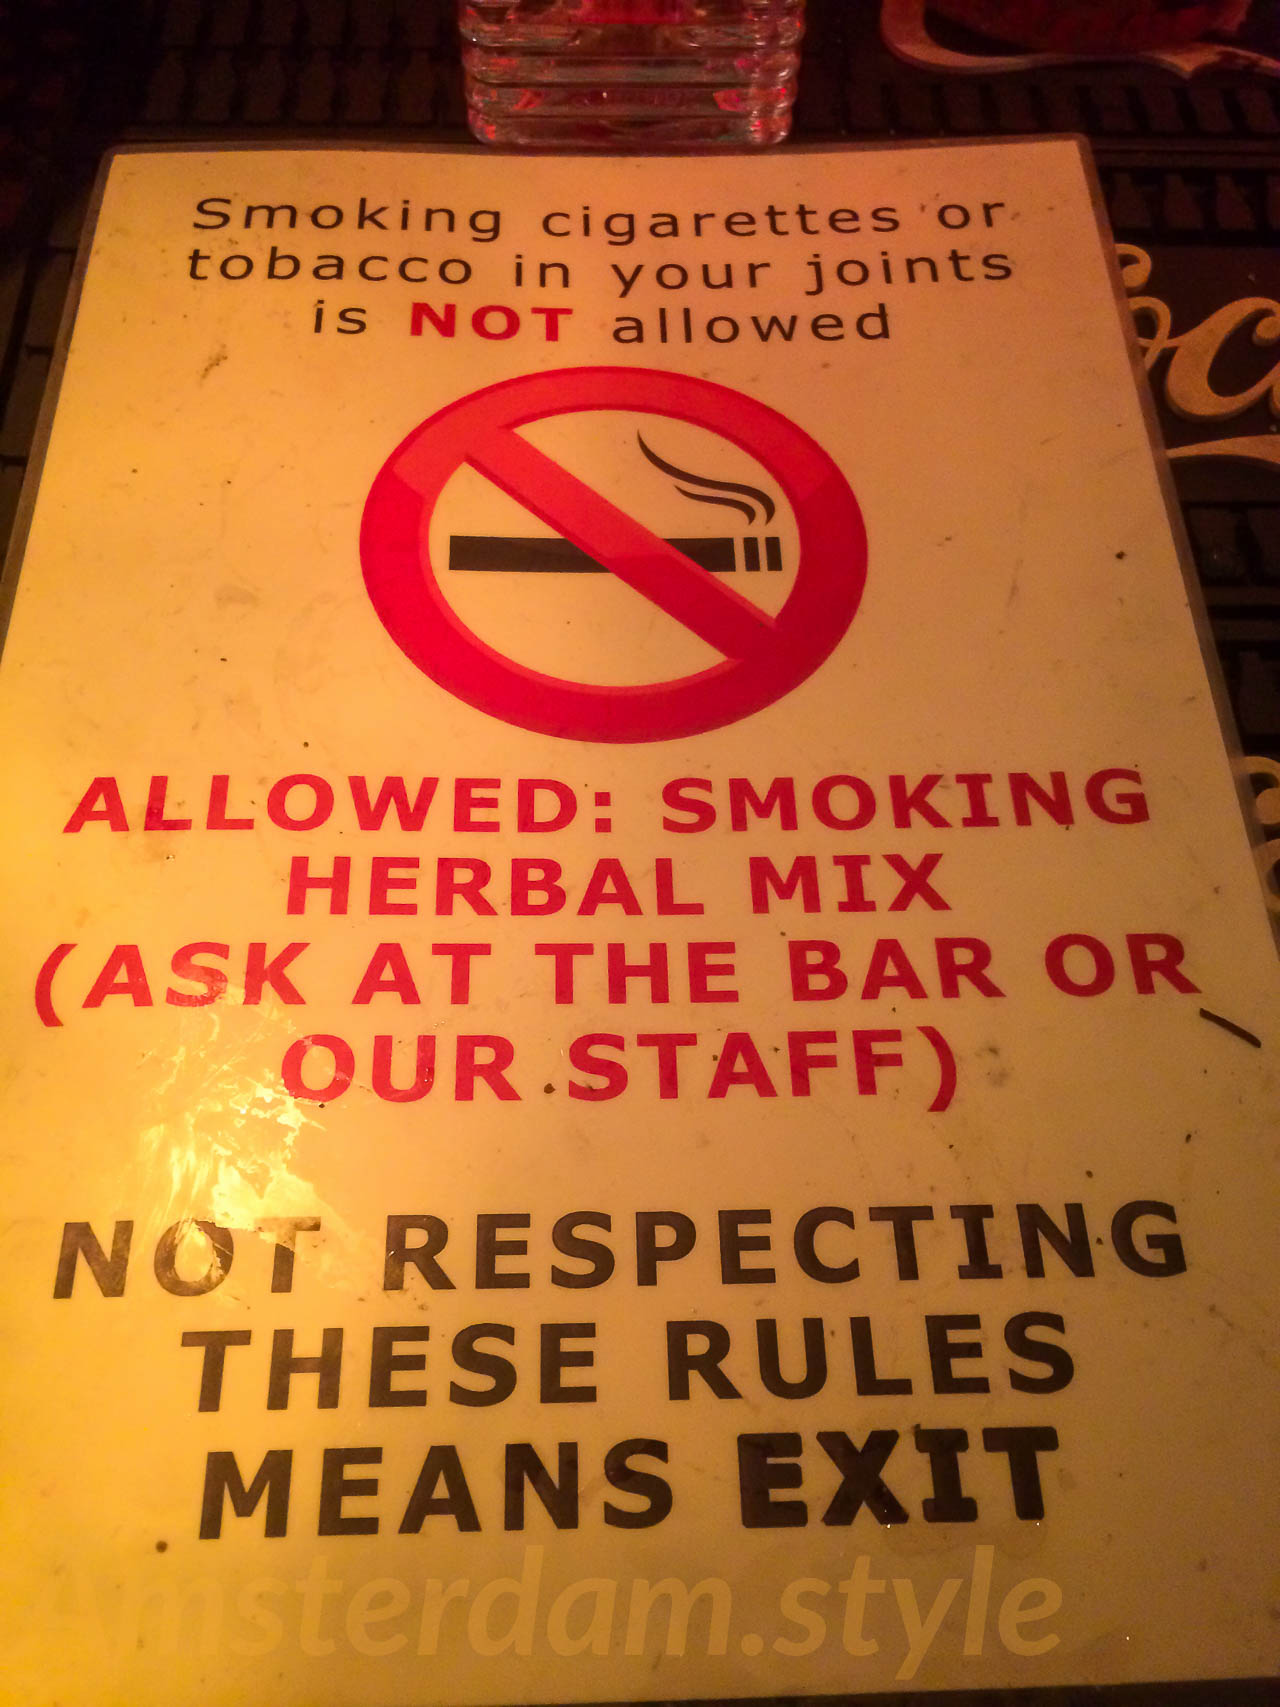 Smoking cigarettes or
tobacco in your joints
is NOT allowed
ALLOWED: SMOKING
HERBAL MIX
(ASK AT THE BAR OR
OUR STAFF)
NOT RESPECTING
THESE RULES
MEANS EXIT
Amsterdam.style